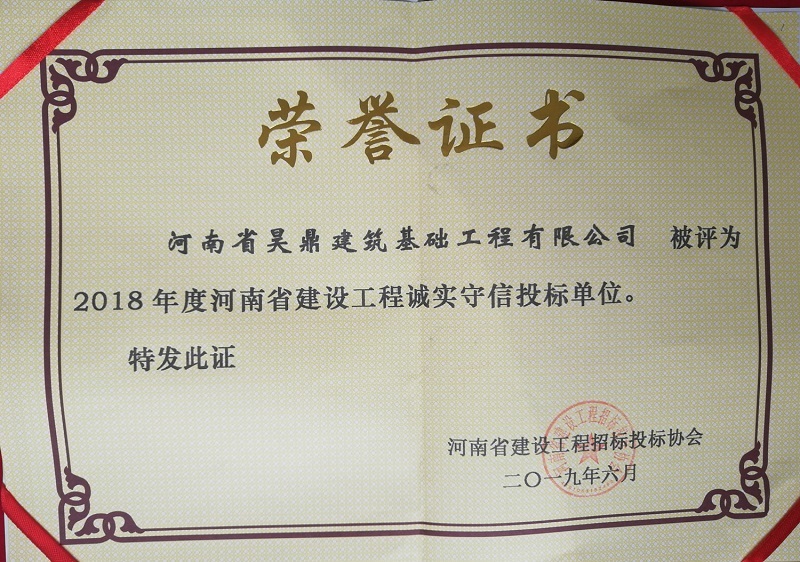 荣誉证书
河南省昊鼎建筑基础工程有限公司 被评为
2018年度河南省建设工程诚实守信投标单位。
特发此证
河南省建设工程招标投标协会
二〇一九年六月